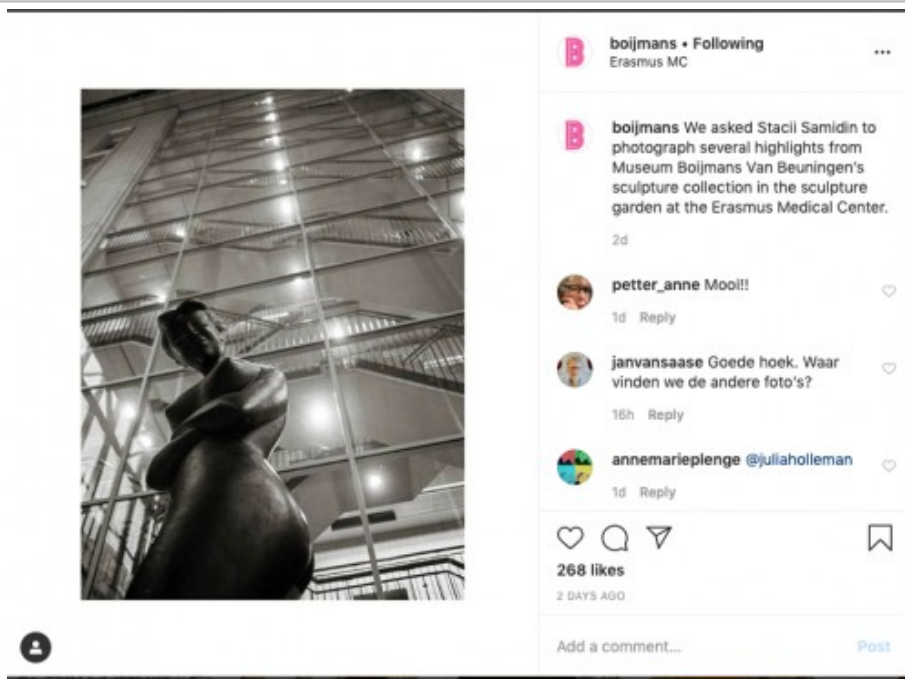 B
boijmans • Following
Erasmus MC
B
boijmans We asked Stacii Samidin to
photograph several highlights from
Museum Boijmans Van Beuningen's
sculpture collection in the sculpture
garden at the Erasmus Medical Center.
2d
petter_anne Mooi!!
1d Reply
janvansaase Goede hoek. Waar
vinden we de andere foto's?
16h Reply
annemarieplenge @juliaholleman
1d Reply
268 likes
2 DAYS AGO
Add a comment... Post